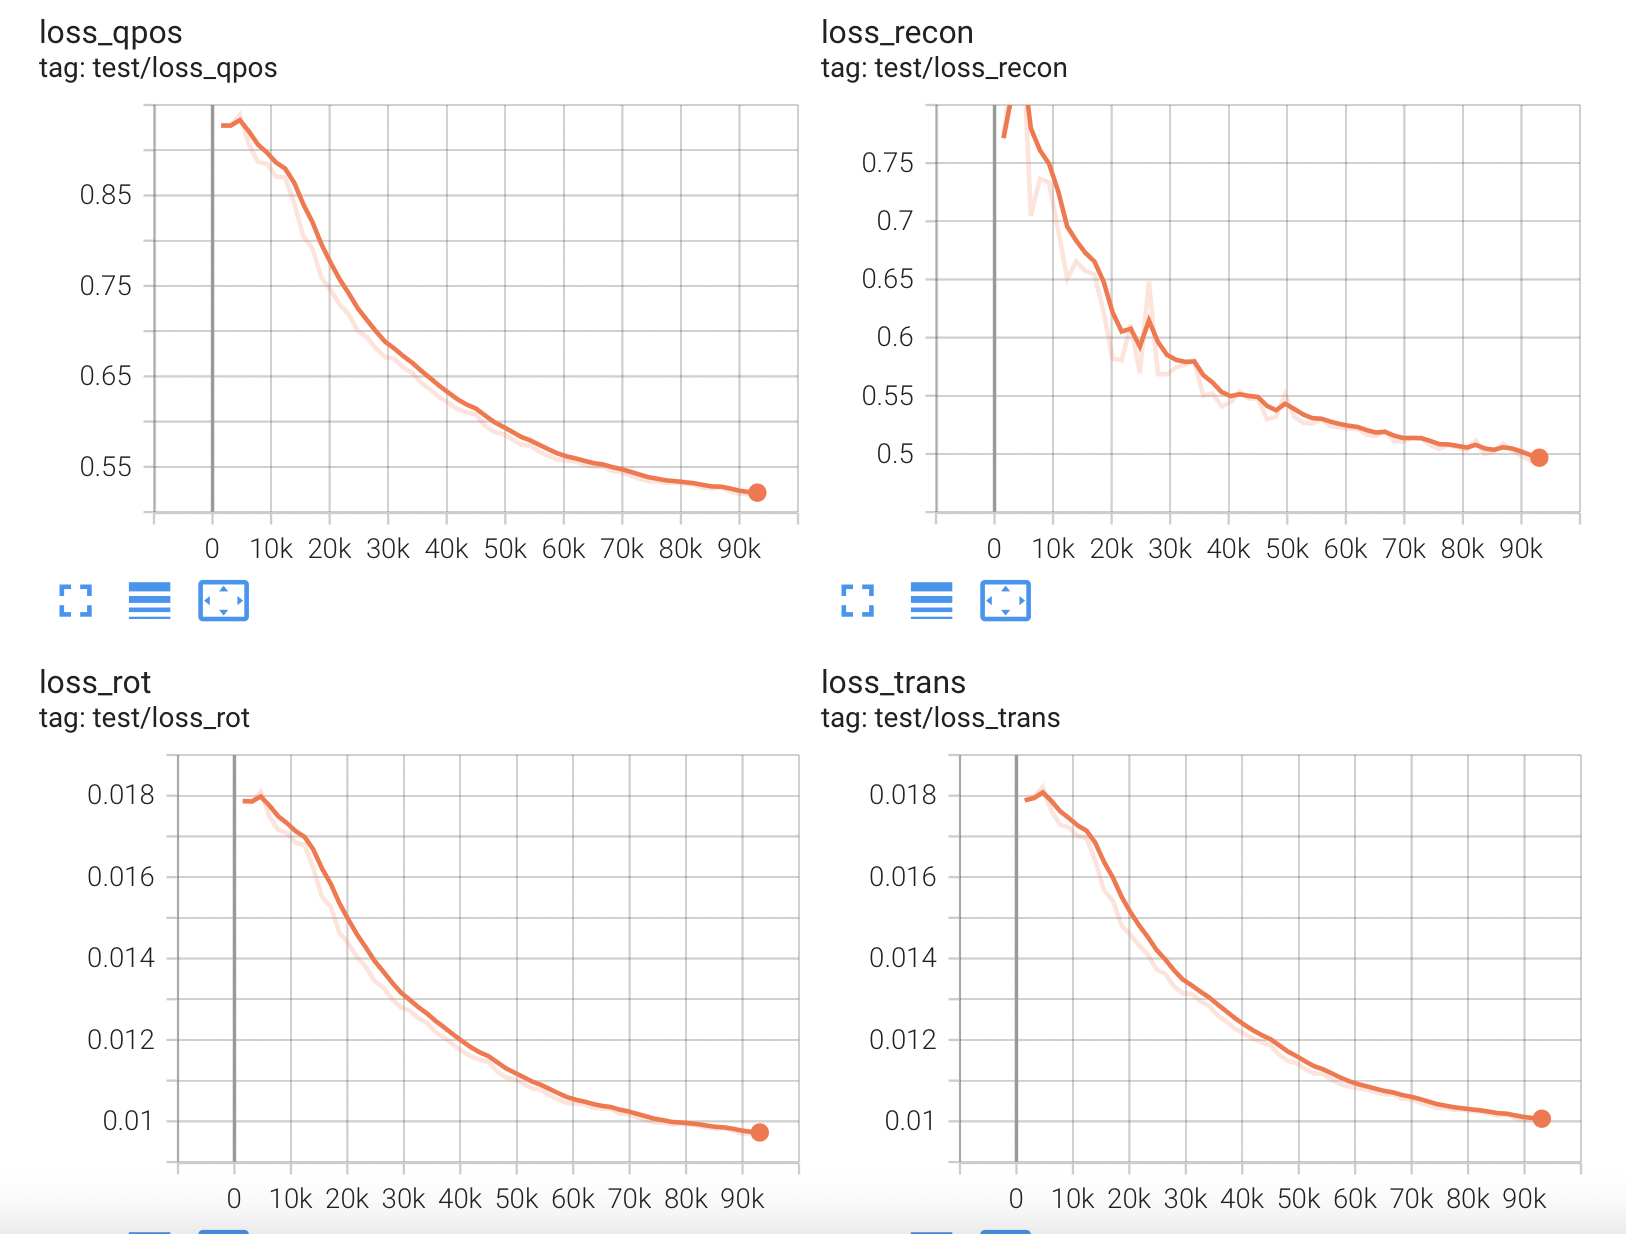 loss_qpos
tag: test/loss_qpos
0.85
0.75
0.65
0.55
0 10k 20k 30k 40k 50k 60k 70k 80k 90k
loss_recon
tag: test/loss_recon
0.75
0.7
0.65
0.6
0.55
0.5
0 10k 20k 30k 40k 50k 60k 70k 80k 90k
loss_rot
tag: test/loss_rot
0.018
0.016
0.014
0.012
0.01
0 10k 20k 30k 40k 50k 60k 70k 80k 90k
loss_trans
tag: test/loss_trans
0.018
0.016
0.014
0.012
0.01
0 10k 20k 30k 40k 50k 60k 70k 80k 90k